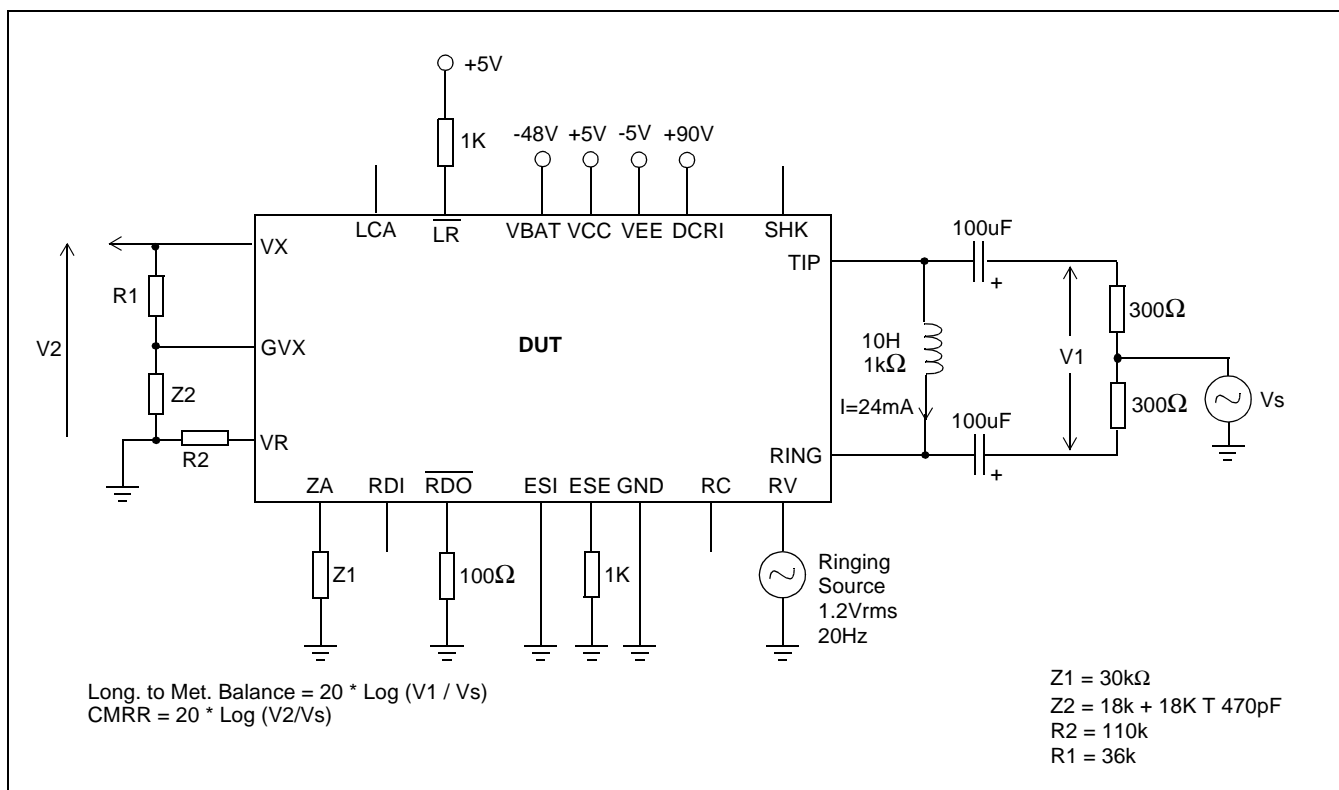 +5V
1K
-48V +5V -5V +90V
LCA LR VBAT VCC VEE DCRI SHK
VX
TIP
100uF
+
R1
300Ω
V2
GVX
DUT
10H
1kΩ
V1
Z2
I=24mA
100uF
300Ω
Vs
VR
R2
RING
+
ZA RDI RDO ESI ESE GND RC RV
Z1
100Ω
1K
Ringing
Source
1.2Vrms
20Hz
Long. to Met. Balance = 20 * Log (V1 / Vs)
CMRR = 20 * Log (V2/Vs)
Z1 = 30kΩ
Z2 = 18k + 18K T 470pF
R2 = 110k
R1 = 36k